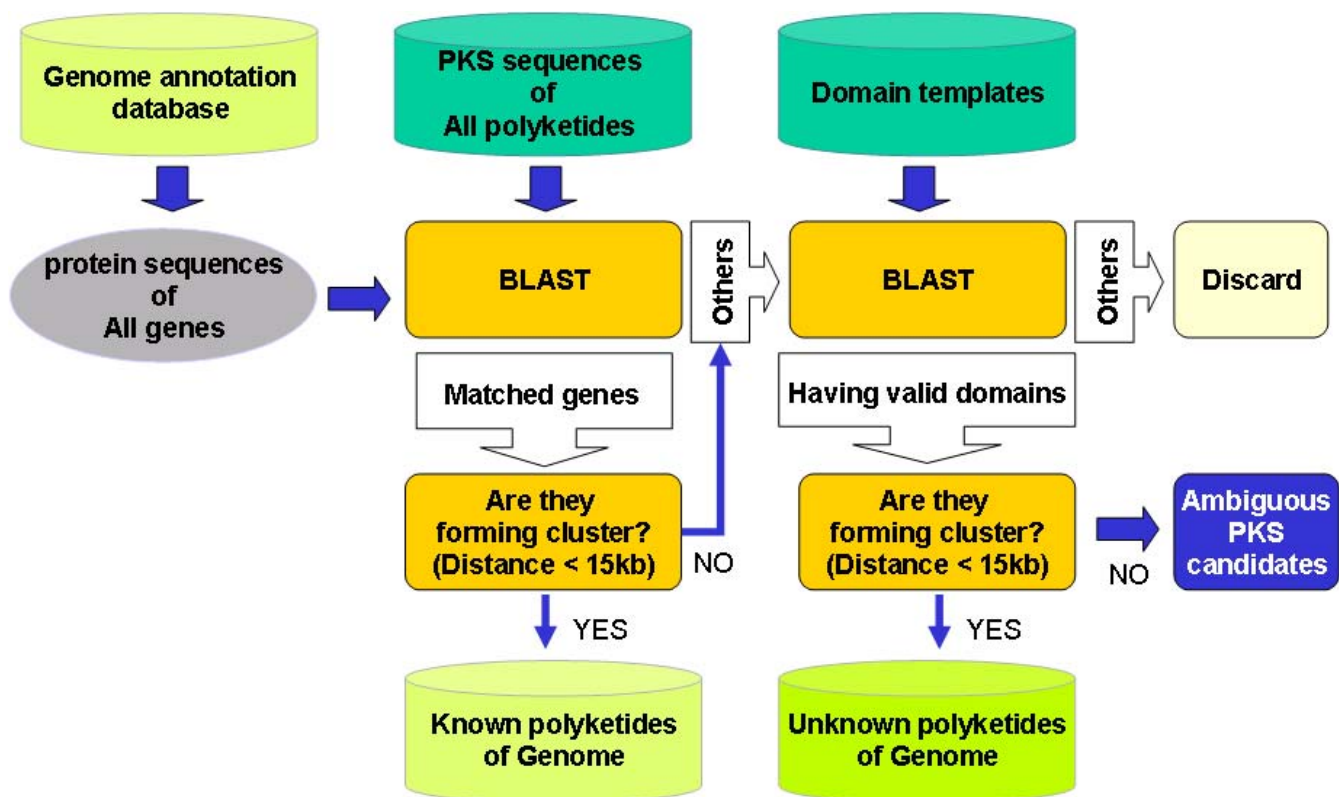 Genome annotation
database
PKS sequences
of
All polyketides
Domain templates
protein sequences
of
All genes
BLAST
Others
BLAST
Others
Discard
Matched genes
Having valid domains
Are they
forming cluster?
(Distance < 15kb)
NO
Are they
forming cluster?
(Distance < 15kb)
NO
Ambiguous
PKS
candidates
YES
YES
Known polyketides
of Genome
Unknown polyketides
of Genome